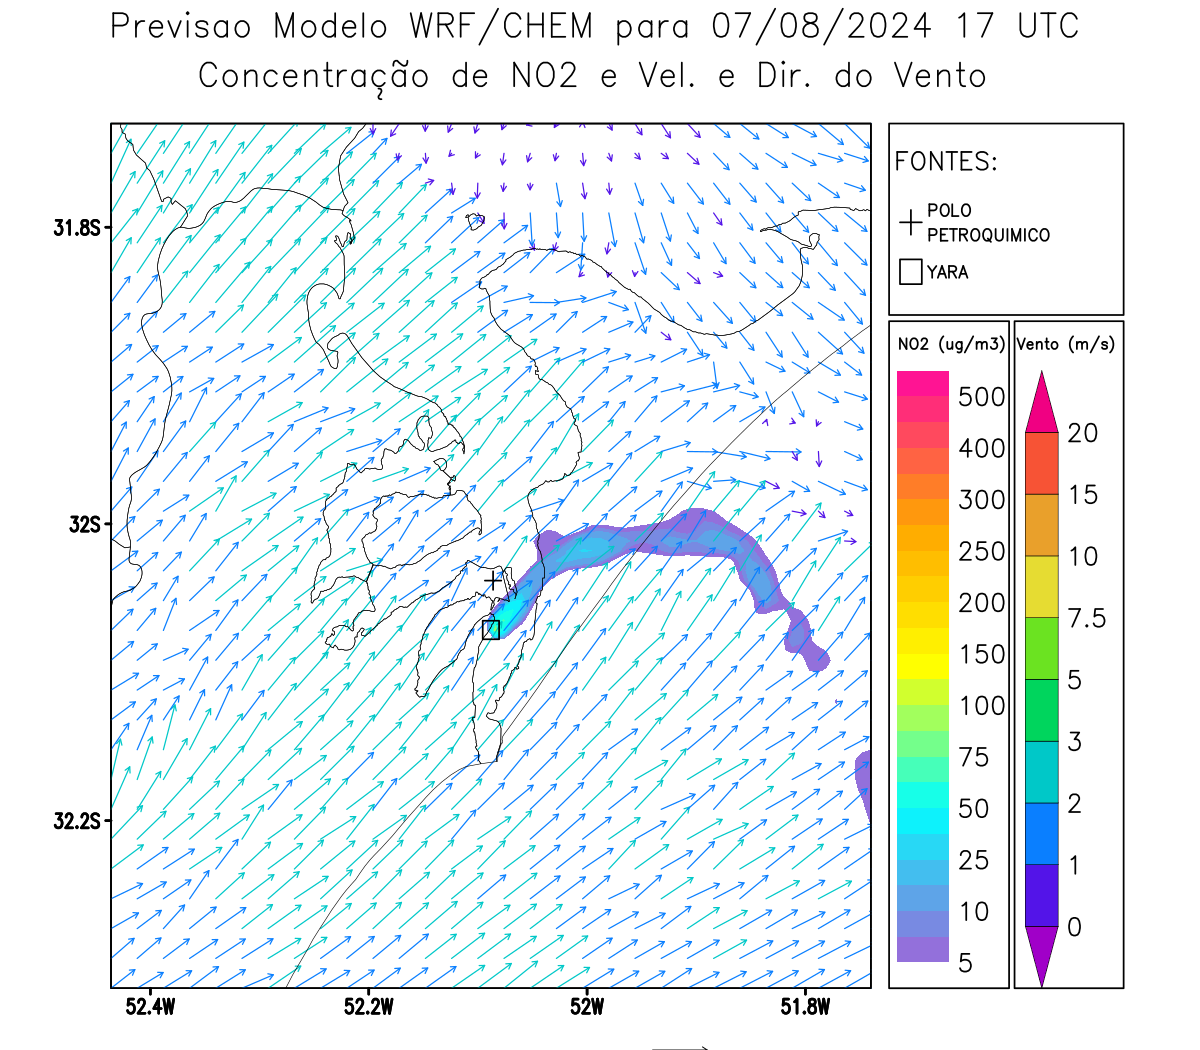 Previsao Modelo WRF/CHEM para 07/08/2024 17 UTC
Concentração de NO2 e Vel. e Dir. do Vento
FONTES:
POLO
PETROQUIMICO
YARA
NO2 (ug/m3)
500
400
300
250
200
150
100
75
50
25
10
5
Vento (m/s)
20
15
10
7.5
5
3
2
1
0
31.8S
32S
32.2S
52.4W
52.2W
52W
51.8W